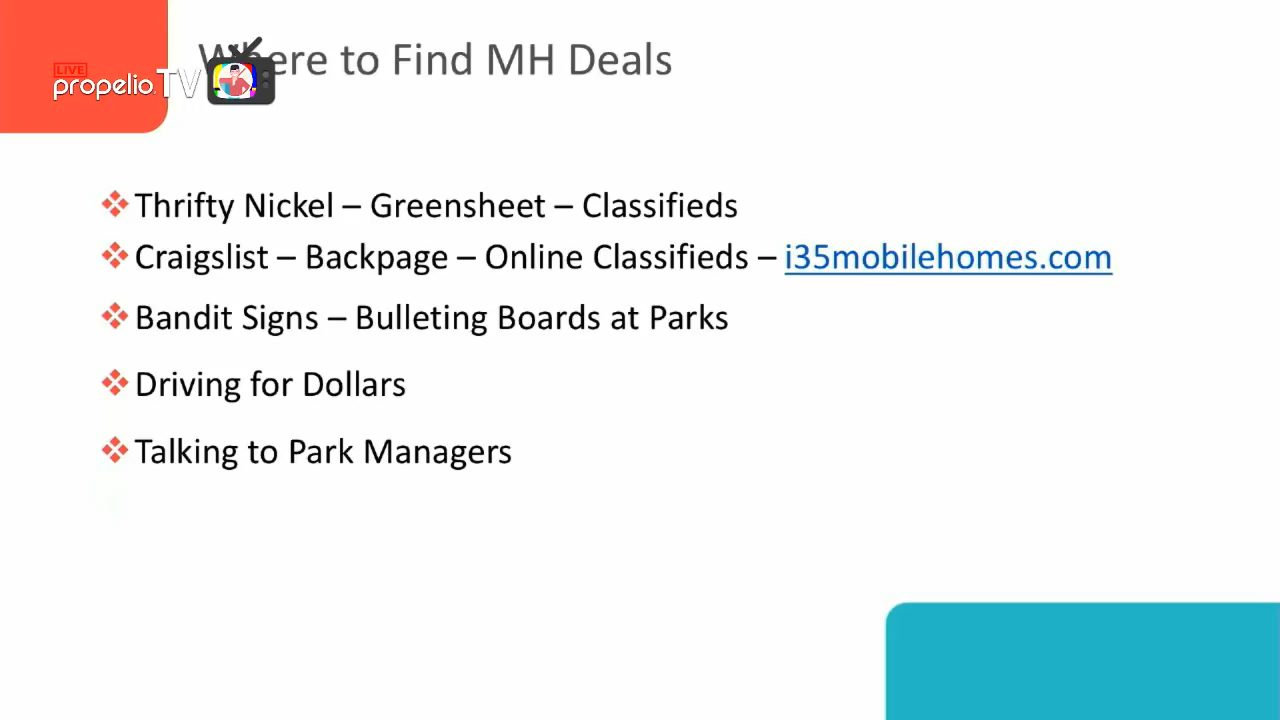 Where to Find MH Deals
LIVE
propelio.TV
Thrifty Nickel – Greensheet – Classifieds
Craigslist – Backpage – Online Classifieds – i35mobilehomes.com
Bandit Signs – Bulleting Boards at Parks
Driving for Dollars
Talking to Park Managers